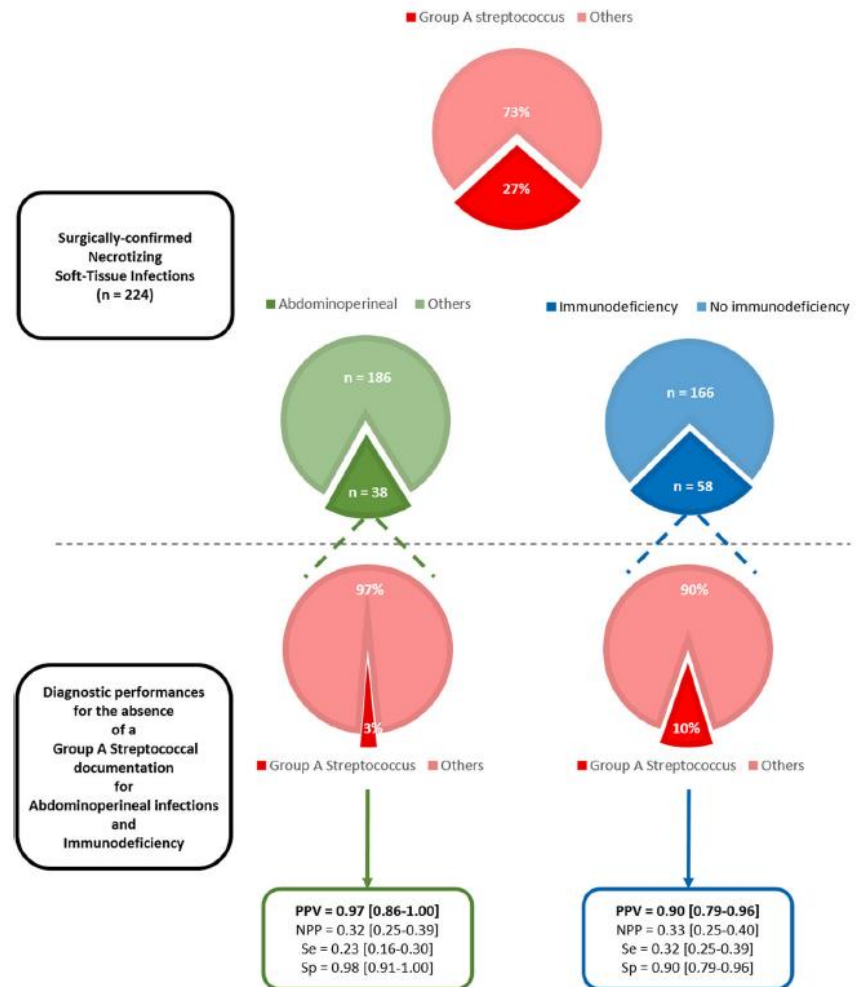 Group A streptococcus Others
73%
27%
Surgically-confirmed
Necrotizing
Soft-Tissue Infections
(n = 224)
Abdominoperineal Others
Immunodeficiency No immunodeficiency
n = 186
n = 166
n = 38
n = 58
97%
90%
3%
10%
Diagnostic performances
for the absence
of a
Group A Streptococcal
documentation
for
Abdominoperineal infections
and
Immunodeficiency
Group A Streptococcus Others
Group A Streptococcus Others
PPV = 0.97 [0.86-1.00]
NPP = 0.32 [0.25-0.39]
Se = 0.23 [0.16-0.30]
Sp = 0.98 [0.91-1.00]
PPV = 0.90 [0.79-0.96]
NPP = 0.33 [0.25-0.40]
Se = 0.32 [0.25-0.39]
Sp = 0.90 [0.79-0.96]